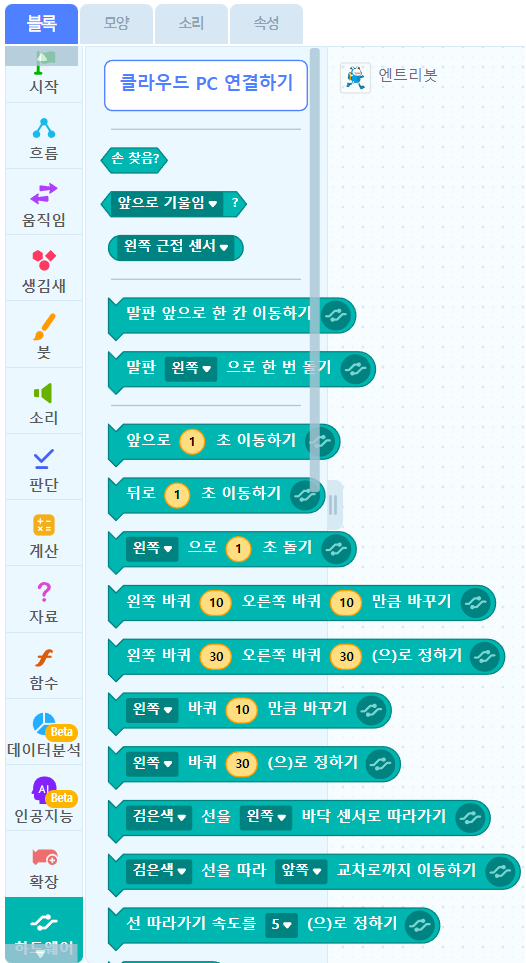 블록 모양 소리 속성
시작
흐름
움직임
생김새
붓
소리
판단
계산
자료
함수
Beta
데이터분석
AI
Beta
인공지능
확장
하드웨어
클라우드 PC 연결하기
손 찾음?
앞으로 기울임 ?
왼쪽 근접 센서
말판 앞으로 한 칸 이동하기
말판 왼쪽 으로 한 번 돌기
앞으로 1 초 이동하기
뒤로 1 초 이동하기
왼쪽 으로 1 초 돌기
왼쪽 바퀴 10 오른쪽 바퀴 10 만큼 바꾸기
왼쪽 바퀴 30 오른쪽 바퀴 30 (으)로 정하기
왼쪽 바퀴 10 만큼 바꾸기
왼쪽 바퀴 30 (으)로 정하기
검은색 선을 왼쪽 바닥 센서로 따라가기
검은색 선을 따라 앞쪽 교차로까지 이동하기
선 따라가기 속도를 5 (으)로 정하기
엔트리봇